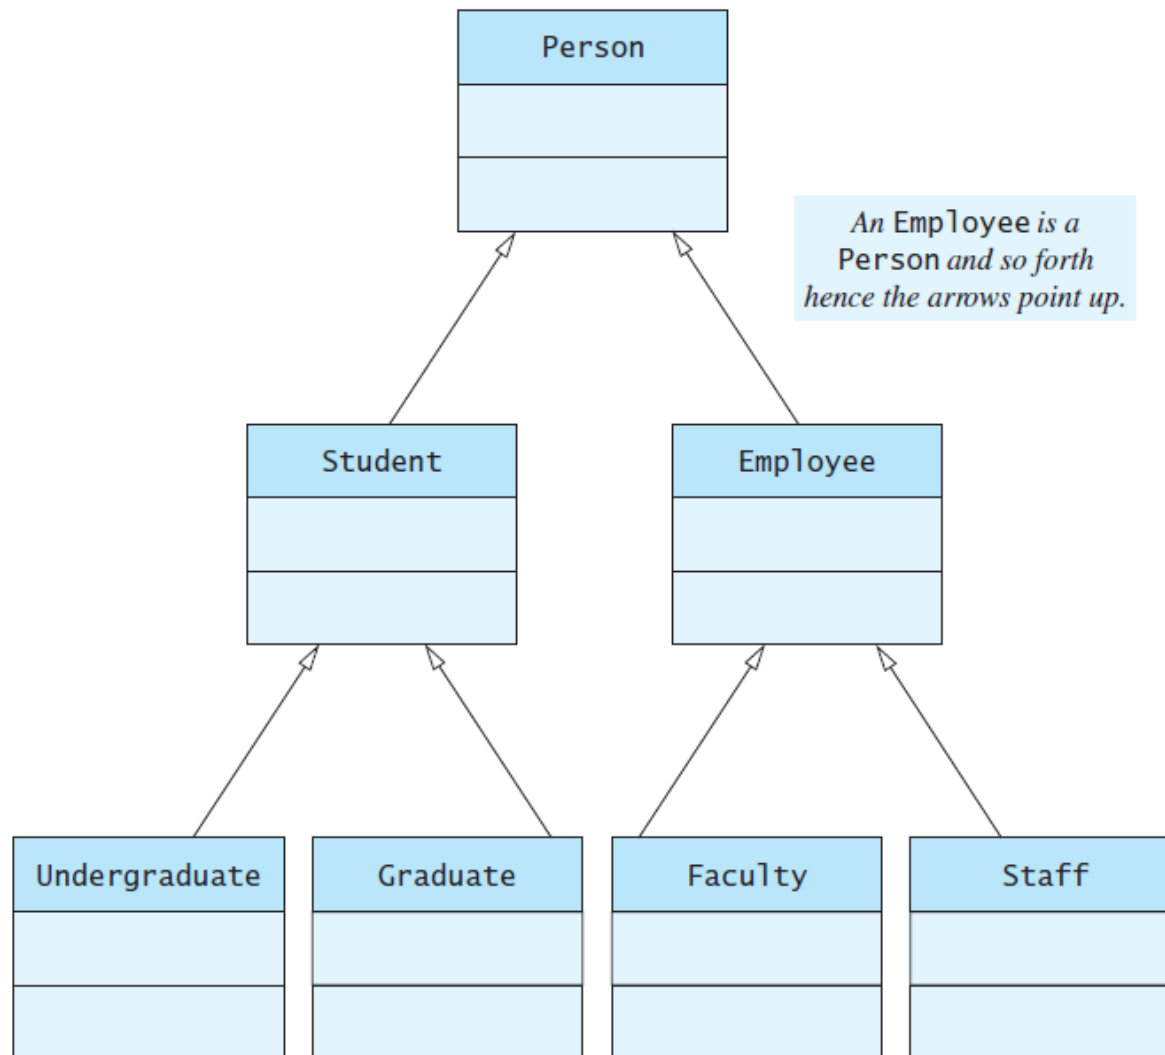 Person
An Employee is a
Person and so forth
hence the arrows point up.
Student
Employee
Undergraduate
Graduate
Faculty
Staff